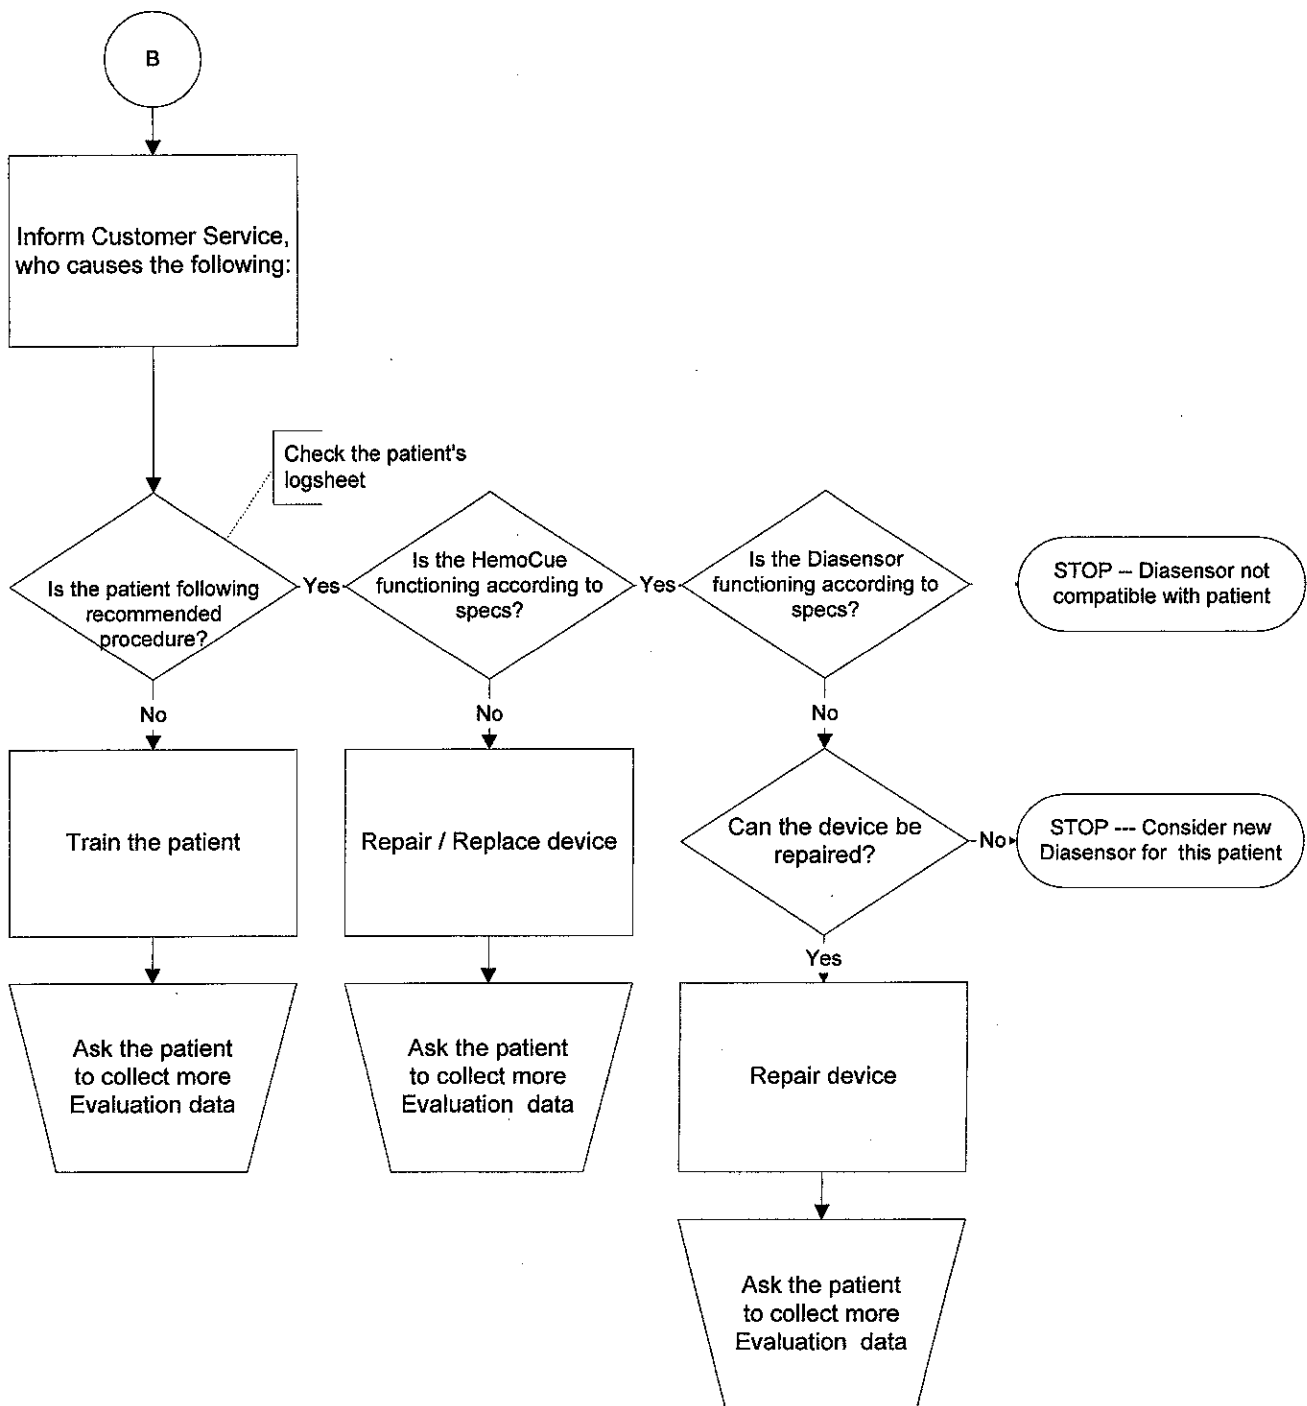 B
Inform Customer Service,
who causes the following:
Check the patient's
logsheet
Is the patient following
recommended
procedure?
Yes
Is the HemoCue
functioning according to
specs?
Yes
Is the Diasensor
functioning according to
specs?
STOP -- Diasensor not
compatible with patient
No
No
No
Train the patient
Repair / Replace device
Can the device be
repaired?
No
STOP --- Consider new
Diasensor for this patient
Yes
Ask the patient
to collect more
Evaluation data
Ask the patient
to collect more
Evaluation data
Repair device
Ask the patient
to collect more
Evaluation data